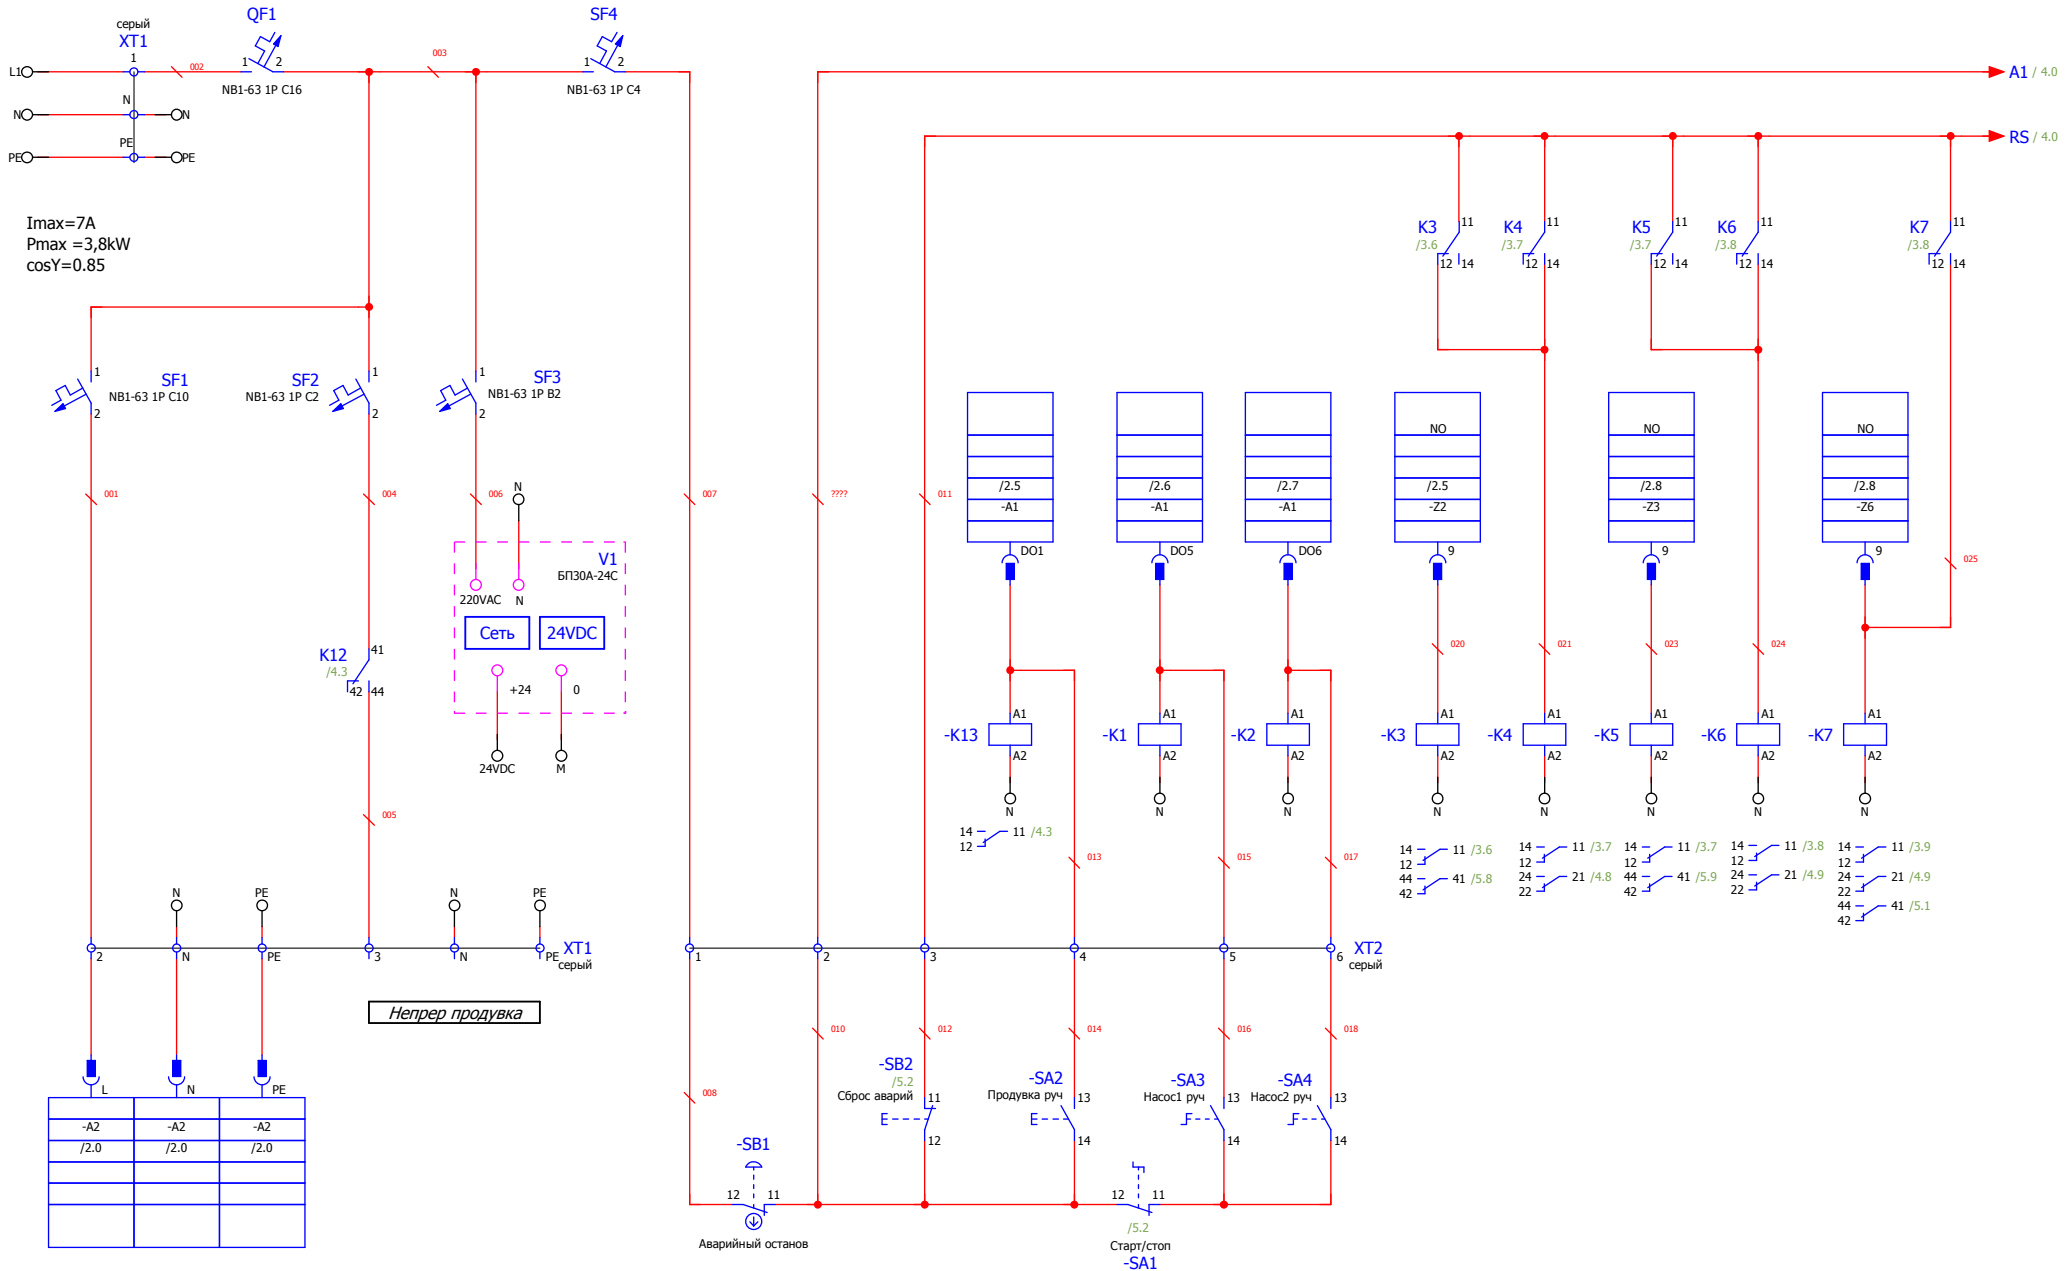 серый
XT1
1
QF1
SF4
L1
002
1 2
003
1 2
A1 / 4.0
NB1-63 1P C16
NB1-63 1P C4
N
N
N
PE
PE
PE
RS / 4.0
Imax=7A
Pmax =3,8kW
cosY=0.85
K3
/3.6
11
12 14
K4
/3.7
11
12 14
K5
/3.7
11
12 14
K6
/3.8
11
12 14
K7
/3.8
11
12 14
1
SF1
NB1-63 1P C10
2
1
SF2
NB1-63 1P C2
2
1
SF3
NB1-63 1P B2
2
/2.5
-A1
DO1
/2.6
-A1
DO5
/2.7
-A1
DO6
NO
/2.5
-Z2
9
NO
/2.8
-Z3
9
NO
/2.8
-Z6
9
001
004
006
N
007
????
011
025
V1
БП30А-24С
220VAC N
Сеть
24VDC
+24
0
24VDC
M
K12
/4.3
41
42 44
005
020
021
023
024
-K13
A1
A2
N
-K1
A1
A2
N
-K2
A1
A2
N
-K3
A1
A2
N
-K4
A1
A2
N
-K5
A1
A2
N
-K6
A1
A2
N
-K7
A1
A2
N
14 11 /4.3
12
14 11 /3.6
12
44 41 /5.8
42
14 11 /3.7
12
24 21 /4.8
22
14 11 /3.7
12
44 41 /5.9
42
14 11 /3.8
12
24 21 /4.9
22
14 11 /3.9
12
24 21 /4.9
22
44 41 /5.1
42
013
015
017
N
PE
N
PE
2
N
PE
3
N
PE
XT1
серый
1
2
3
4
5
6
XT2
серый
Непрер продувка
010
012
014
016
018
008
L
N
PE
-A2
-A2
-A2
/2.0
/2.0
/2.0
-SB2
/5.2
Сброс аварий
11
12
-SA2
Продувка руч
13
14
-SA3
Насос1 руч
13
14
-SA4
Насос2 руч
13
14
-SB1
12 11
Аварийный останов
12 11
/5.2
Старт/стоп
-SA1